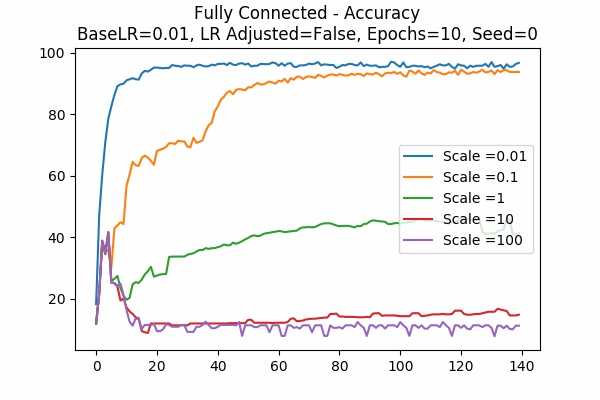 Fully Connected - Accuracy
BaseLR=0.01, LR Adjusted=False, Epochs=10, Seed=0
100
80
60
40
20
Scale =0.01
Scale =0.1
Scale =1
Scale =10
Scale =100
0 20 40 60 80 100 120 140